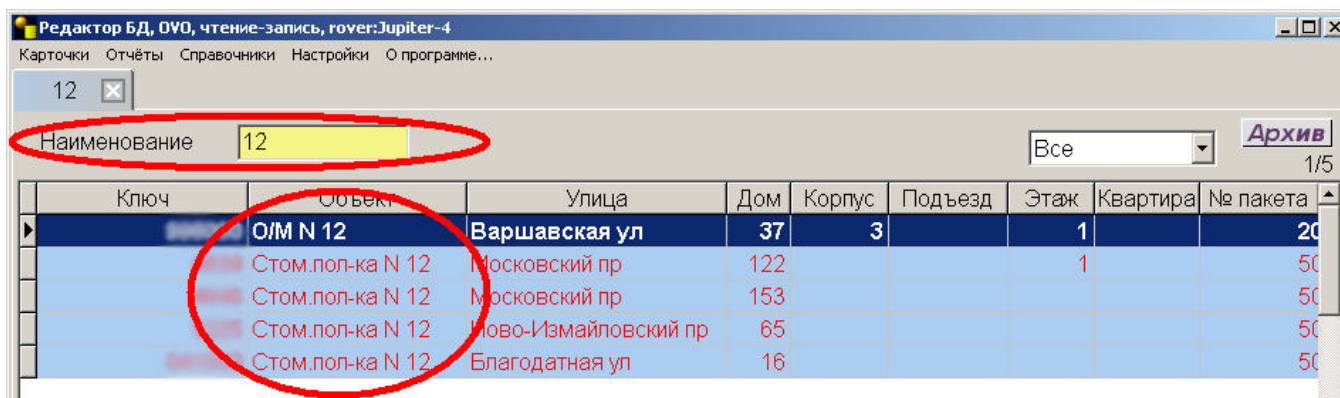 Редактор БД, ОVО, чтение-запись, rover:Jupiter-4
Карточки Отчёты Справочники Настройки О программе...
12
Наименование 12 Все Архив
1/5
Ключ Объект Улица Дом Корпус Подъезд Этаж Квартира № пакета
О/М N 12 Варшавская ул 37 3 1 20
Стом.пол-ка N 12 Московский пр 122 1 50
Стом.пол-ка N 12 Московский пр 153 50
Стом.пол-ка N 12 Ново-Измайловский пр 65 50
Стом.пол-ка N 12 Благодатная ул 16 50